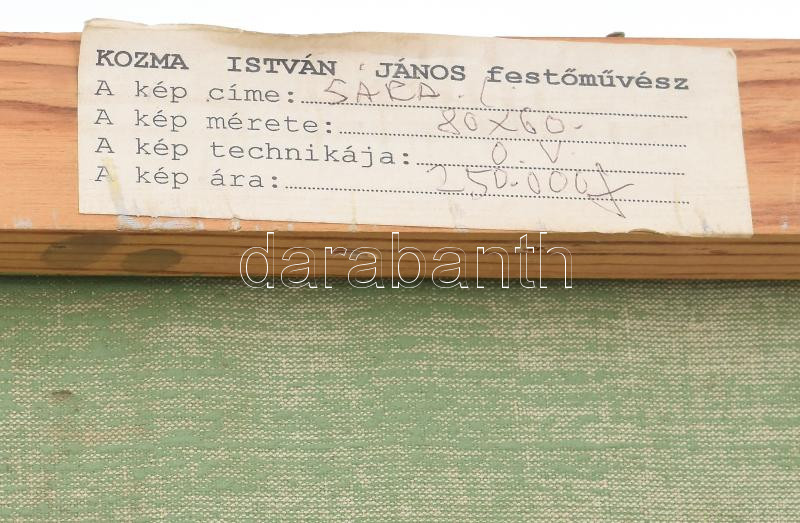 KOZMA ISTVÁN JÁNOS festőművész
A kép címe: SARA
A kép mérete: 80x60.
A kép technikája: O.V.
A kép ára: 250.000
darabanth